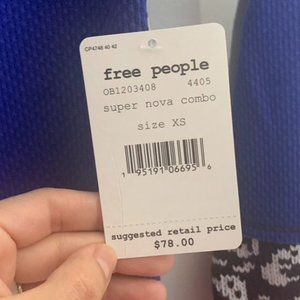 CP4748 40 42
free people
OB1203408 4405
super nova combo
size XS
1 95191 06695 6
suggested retail price
$78.00